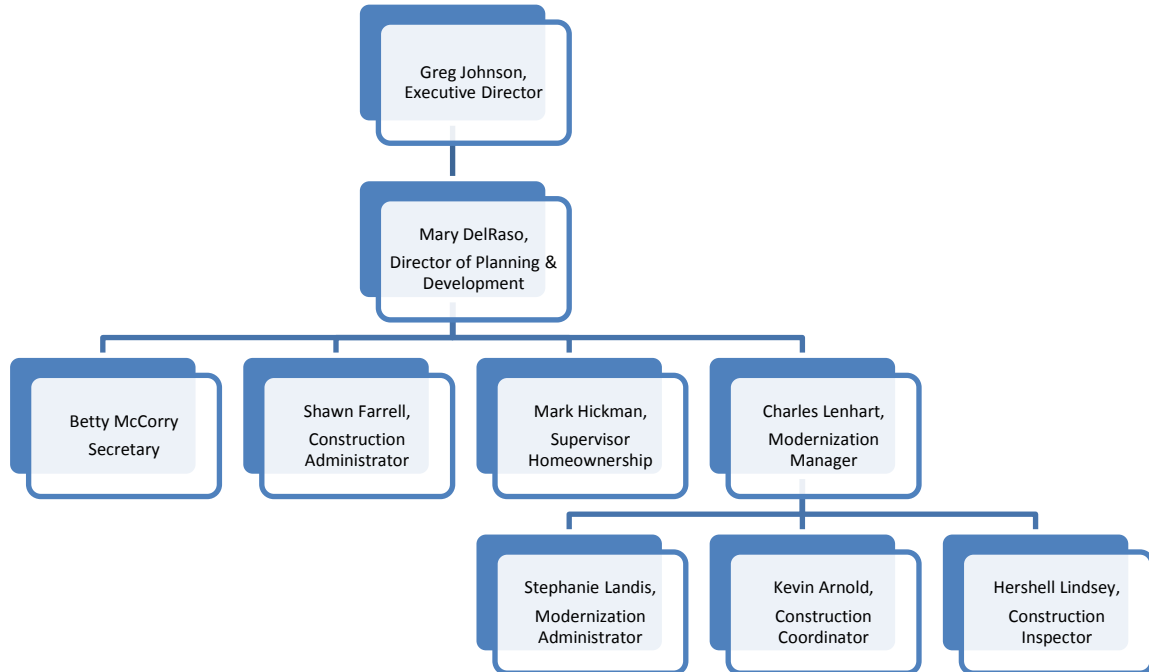 Greg Johnson,
Executive Director
Mary DelRaso,
Director of Planning &
Development
Betty McCorry
Secretary
Shawn Farrell,
Construction
Administrator
Mark Hickman,
Supervisor
Homeownership
Charles Lenhart,
Modernization
Manager
Stephanie Landis,
Modernization
Administrator
Kevin Arnold,
Construction
Coordinator
Hershell Lindsey,
Construction
Inspector